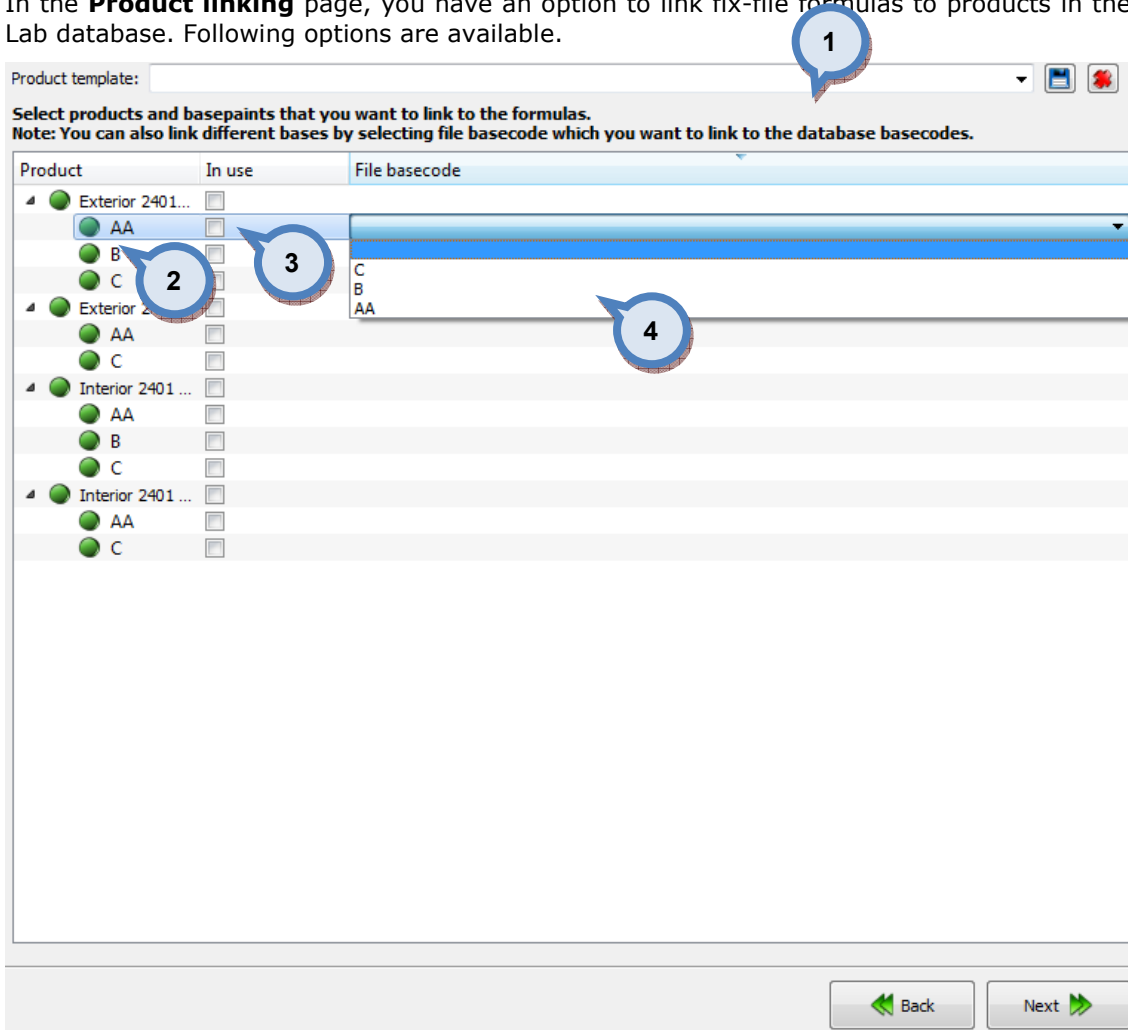 In the Product linking page, you have an option to link fix-file formulas to products in the
Lab database. Following options are available.
1
Product template:
Select products and basepaints that you want to link to the formulas.
Note: You can also link different bases by selecting file basecode which you want to link to the database basecodes.
Product In use File basecode
Exterior 2401...
AA
B
3
C
2
C
B
AA
Exterior
4
AA
C
Interior 2401 ...
AA
B
C
Interior 2401 ...
AA
C
Back Next